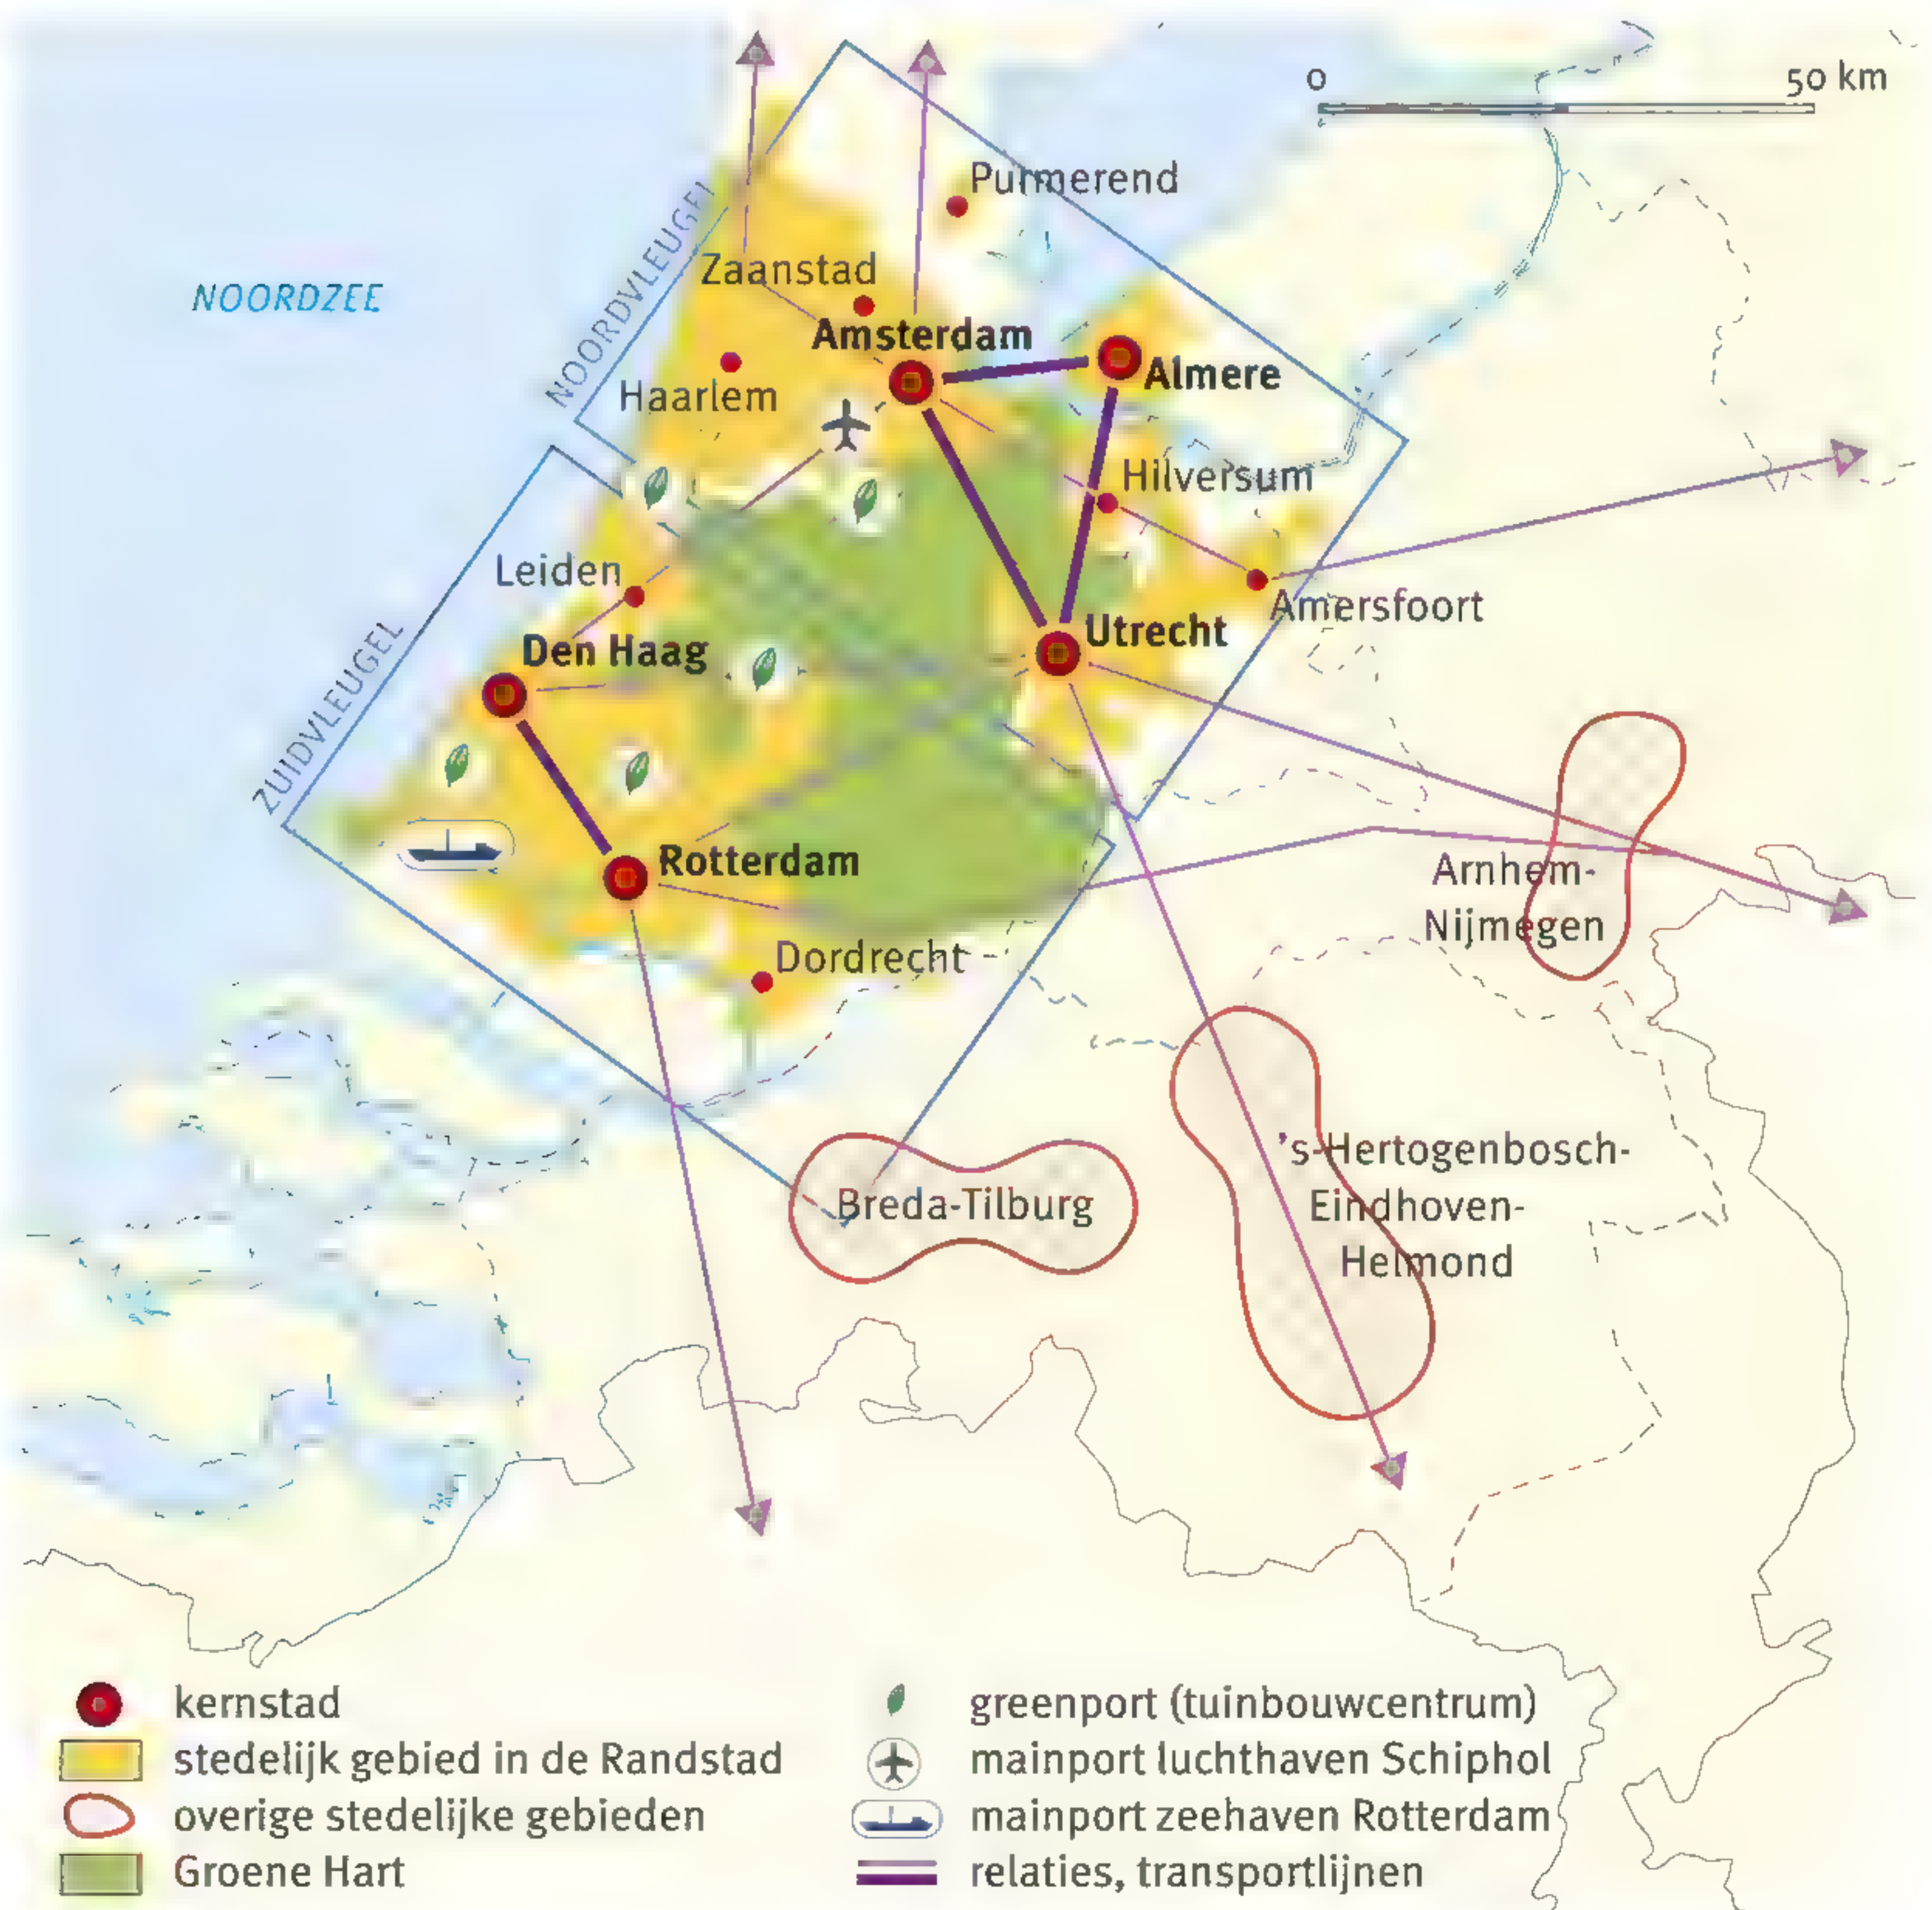 0 50 km
Purmerend
NOORDVLEUGEL
Zaanstad
NOORDZEE
Amsterdam
Almere
Haarlem
Hilversum
Leiden
Amersfoort
Utrecht
Den Haag
ZUIDVLEUGEL
Rotterdam
Arnhem-
Nijmegen
Dordrecht
's-Hertogenbosch-
Eindhoven-
Helmond
Breda-Tilburg
kernstad
stedelijk gebied in de Randstad
overige stedelijke gebieden
Groene Hart
greenport (tuinbouwcentrum)
mainport luchthaven Schiphol
mainport zeehaven Rotterdam
relaties, transportlijnen